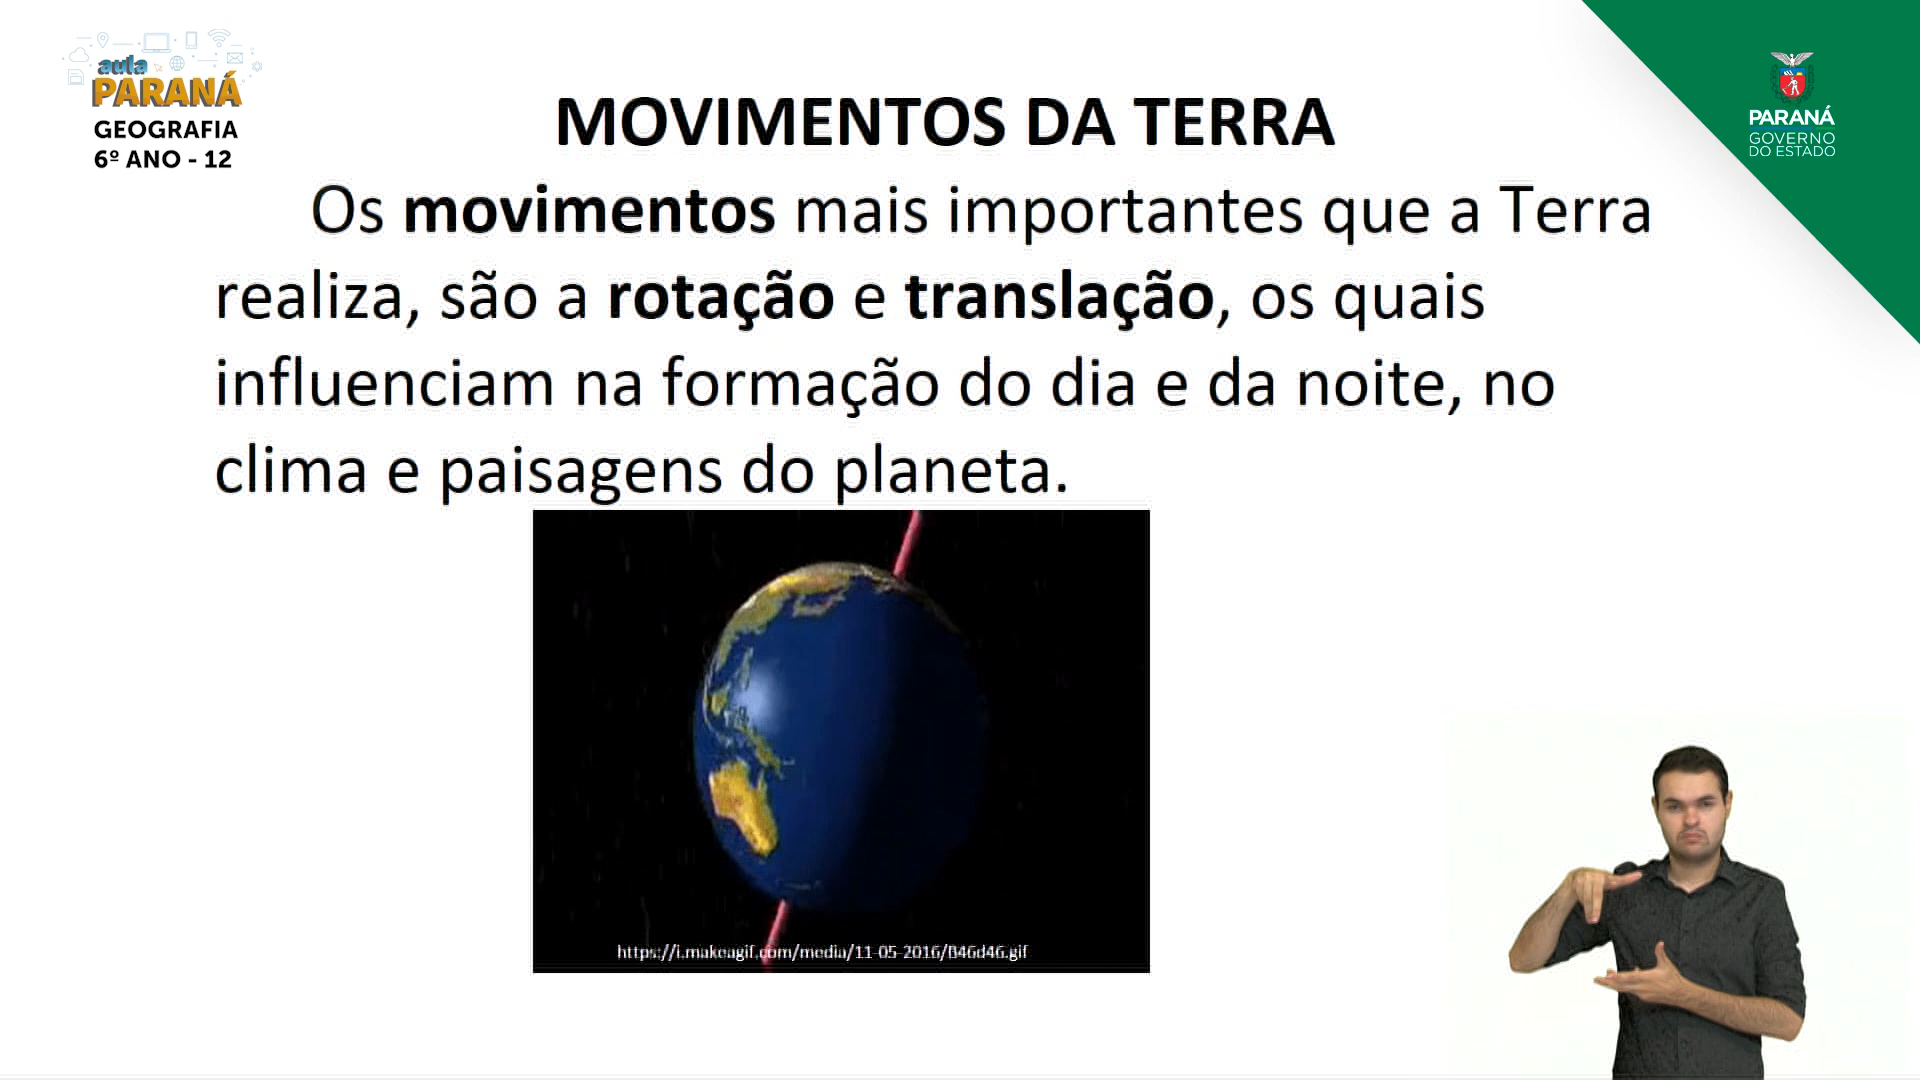 aula
PARANÁ
GEOGRAFIA
6º ANO - 12
PARANÁ
GOVERNO
DO ESTADO
MOVIMENTOS DA TERRA
Os movimentos mais importantes que a Terra
realiza, são a rotação e translação, os quais
influenciam na formação do dia e da noite, no
clima e paisagens do planeta.
https://i.makeagif.com/media/11-05-2016/B46d46.gif